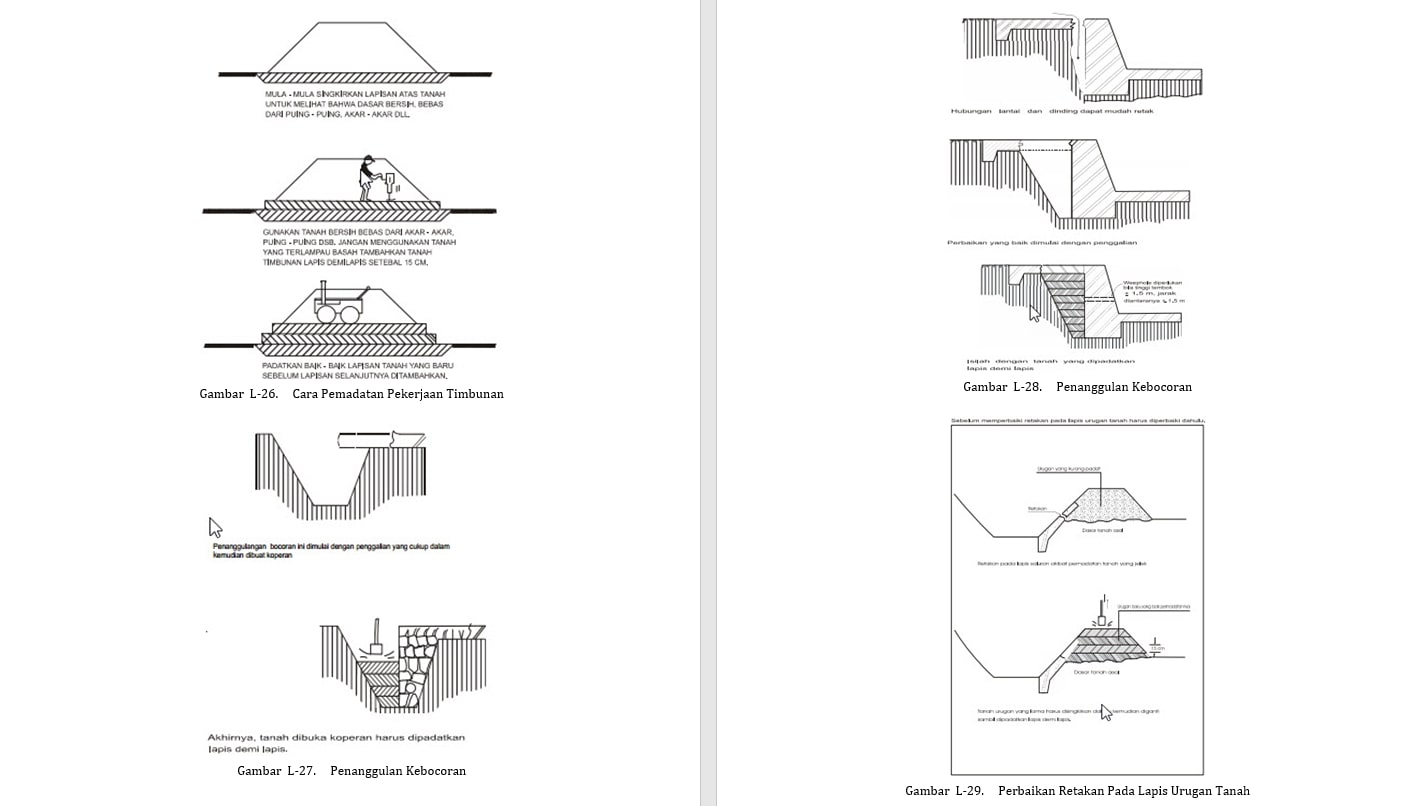 MULA - MULA SINGKIRKAN LAPISAN ATAS TANAH
UNTUK MELIHAT BAHWA DASAR BERSIH, BEBAS
DARI PUING - PUING, AKAR - AKAR DLL.
GUNAKAN TANAH BERSIH BEBAS DARI AKAR - AKAR,
PUING - PUING DSB. JANGAN MENGGUNAKAN TANAH
YANG TERLAMPAU BASAH TAMBAHKAN TANAH
TIMBUNAN LAPIS DEMILAPIS SETEBAL 15 CM.
PADATKAN BAIK - BAIK LAPISAN TANAH YANG BARU
SEBELUM LAPISAN SELANJUTNYA DITAMBAHKAN.
Gambar L-26. Cara Pemadatan Pekerjaan Timbunan
Penanggulangan bocoran ini dimulai dengan penggalian yang cukup dalam
kemudian dibuat koperan
Akhirnya, tanah dibuka koperan harus dipadatkan
lapis demi lapis.
Gambar L-27. Penanggulan Kebocoran
Hubungan lantai dan dinding dapat mudah retak
Perbaikan yang baik dimulai dengan penggalian
Weephole diperlukan
bila tinggi tembok
± 1,5 m, jarak
diantaranya 1,5 m
Isilah dengan tanah yang dipadatkan
lapis demi lapis
Gambar L-28. Penanggulan Kebocoran
Sebelum memperbaiki retakan pada lapis urugan tanah harus diperbaiki dahulu.
Urugan yang kurang padat
Retakan
Dasar tanah asal
Retakan pada lapis saluran akibat pemadatan tanah yang jelek
Urugan baru yang baik
15 cm
Dasar tanah asal
Tanah urugan yang lama harus disingkirkan kemudian diganti
sambil dipadatkan lapis demi lapis.
Gambar L-29. Perbaikan Retakan Pada Lapis Urugan Tanah